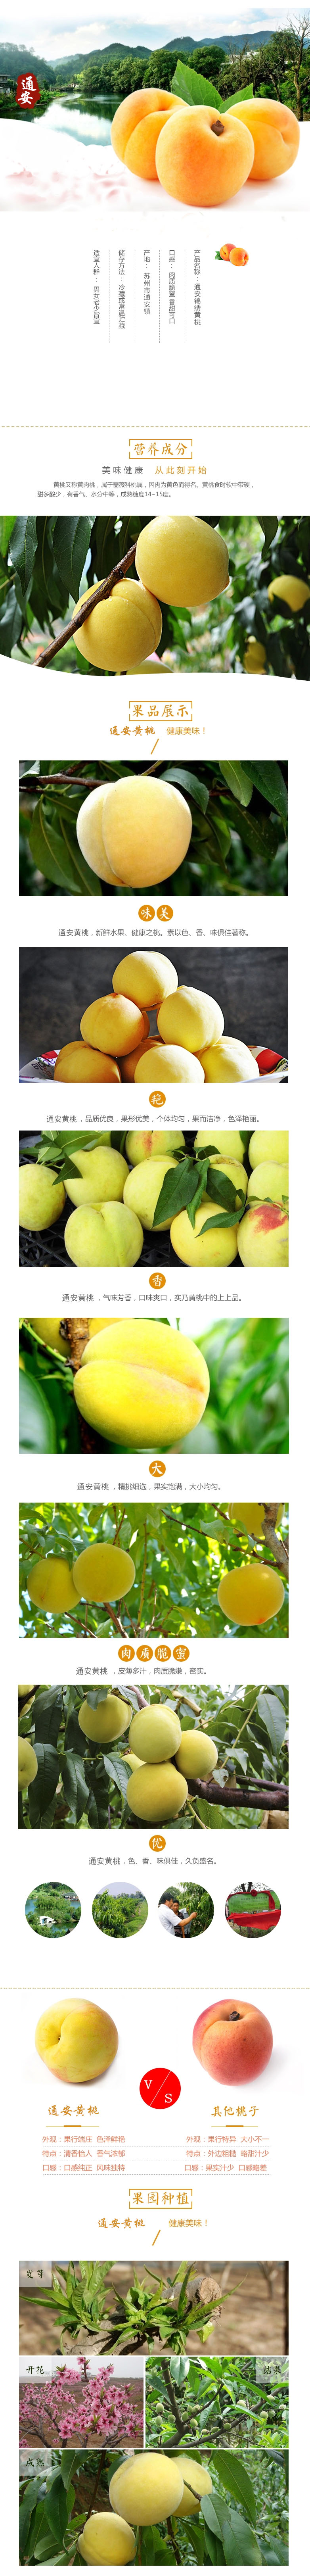 通安
产品名称：通安锦绣黄桃
口感：肉质脆蜜 香甜可口
产地：苏州市通安镇
储存方法：冷藏或常温贮藏
适宜人群：男女老少皆宜
营养成分
美味健康 从此刻开始
黄桃又称黄肉桃，属于蔷薇科桃属，因肉为黄色而得名。黄桃食时软中带硬，
甜多酸少，有香气、水分中等，成熟糖度14-15度。
果品展示
通安黄桃 健康美味！
味美
通安黄桃，新鲜水果、健康之桃。素以色、香、味俱佳著称。
艳
通安黄桃，品质优良，果形优美，个体均匀，果而洁净，色泽艳丽。
香
通安黄桃，气味芳香，口味爽口，实乃黄桃中的上上品。
大
通安黄桃，精挑细选，果实饱满，大小均匀。
肉质脆蜜
通安黄桃，皮薄多汁，肉质脆嫩，密实。
优
通安黄桃，色、香、味俱佳，久负盛名。
V S
通安黄桃 其他桃子
外观：果行端庄 色泽鲜艳 外观：果行特异 大小不一
特点：清香怡人 香气浓郁 特点：外边粗糙 略甜汁少
口感：口感纯正 风味独特 口感：果实汁少 口感略差
果园种植
通安黄桃 健康美味！
发芽
开花 结果
成熟